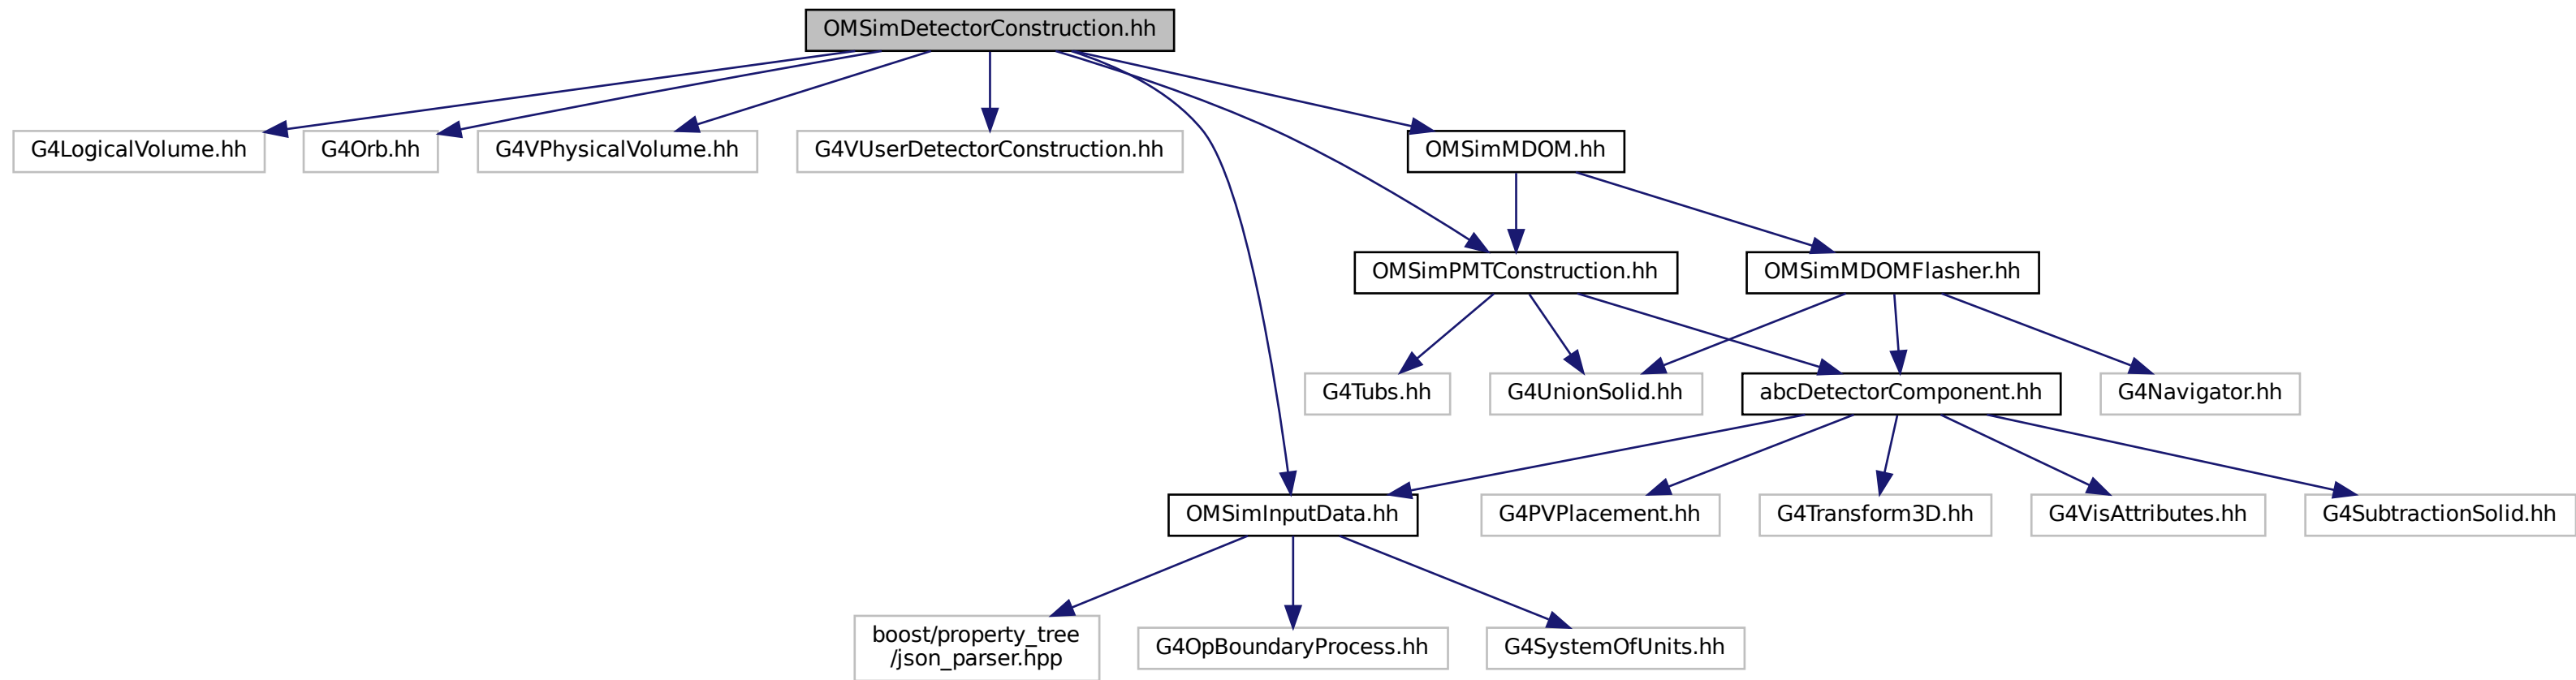 OMSimDetectorConstruction.hh
G4LogicalVolume.hh
G4Orb.hh
G4VPhysicalVolume.hh
G4VUserDetectorConstruction.hh
OMSimMDOM.hh
OMSimPMTConstruction.hh
OMSimMDOMFlasher.hh
G4Tubs.hh
G4UnionSolid.hh
abcDetectorComponent.hh
G4Navigator.hh
OMSimInputData.hh
G4PVPlacement.hh
G4Transform3D.hh
G4VisAttributes.hh
G4SubtractionSolid.hh
boost/property_tree
/json_parser.hpp
G4OpBoundaryProcess.hh
G4SystemOfUnits.hh